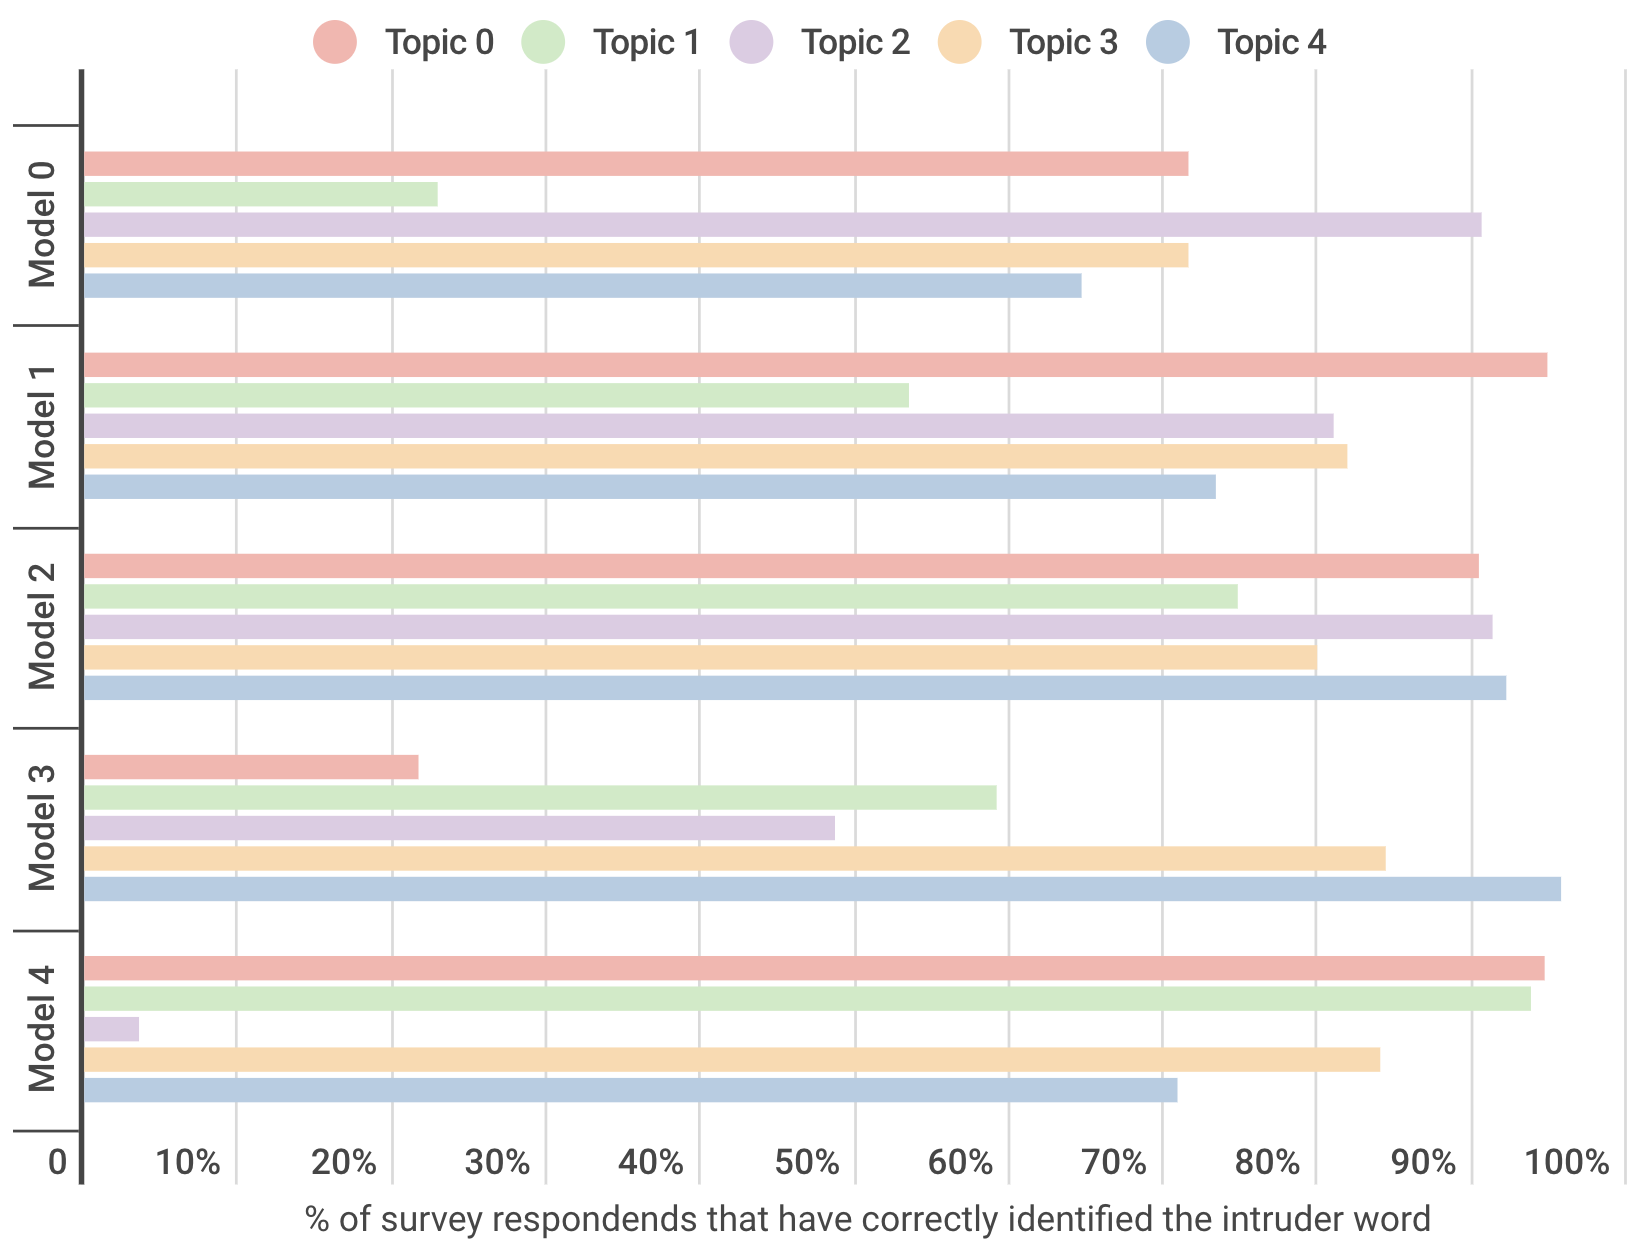 Topic 0 Topic 1 Topic 2 Topic 3 Topic 4
Model 0
Model 1
Model 2
Model 3
Model 4
0 10% 20% 30% 40% 50% 60% 70% 80% 90% 100%
% of survey respondends that have correctly identified the intruder word